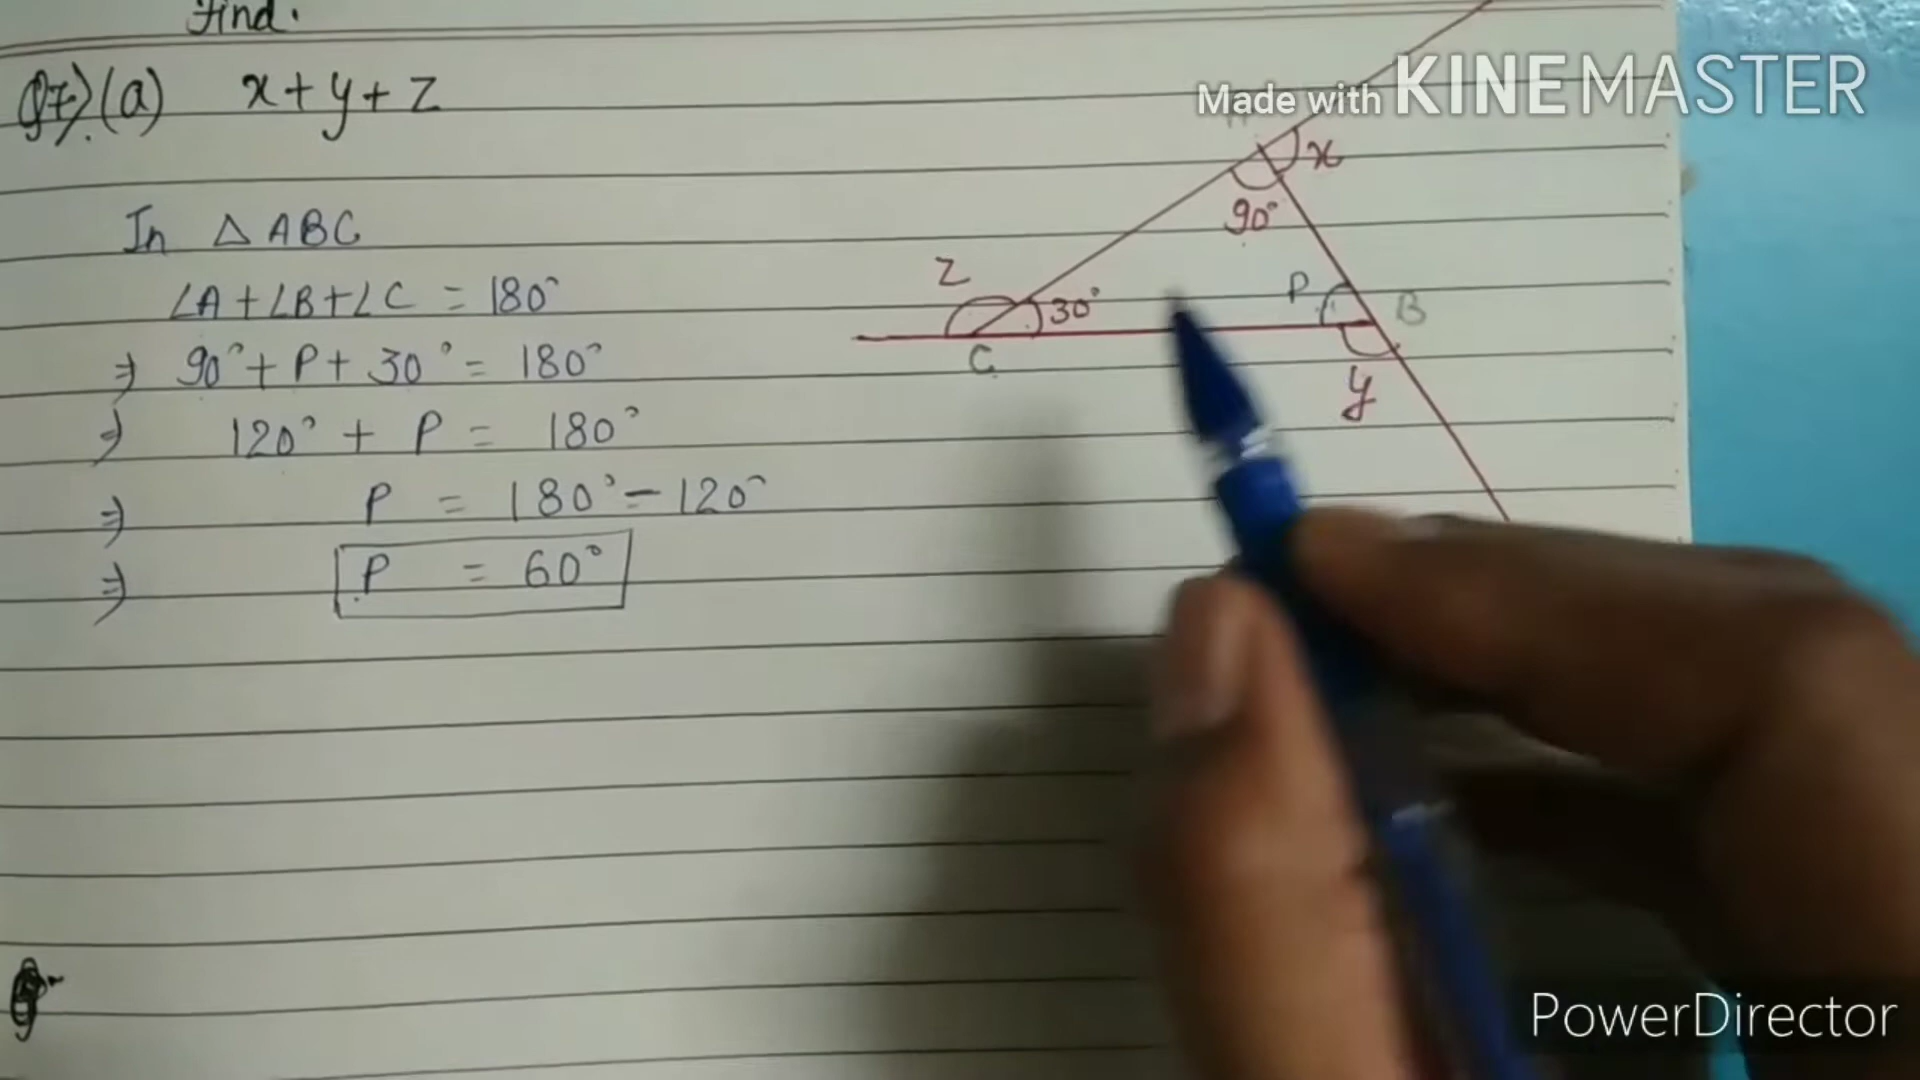 Find.
Q7) (a) x+y+z
Made with KINEMASTER
x
90°
In △ABC
z
30°
P
B
∠A+∠B+∠C = 180°
C
⇒ 90°+P+30° = 180°
y
⇒ 120° + P = 180°
⇒ P = 180°-120°
⇒ P = 60°
PowerDirector